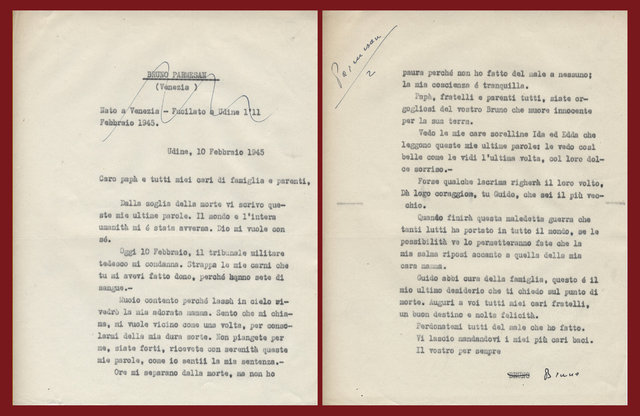 BRUNO PARMESAN
(Venezia )
Nato a Venezia - Fucilato a Udine l'11
Febbraio 1945.
Udine, 10 Febbraio 1945
Caro papà e tutti miei cari di famiglia e parenti,
Dalla soglia della morte vi scrivo que-
ste mie ultime parole. Il mondo e l'intera
umanità mi é stata avversa. Dio mi vuole con
sé.
Oggi 10 Febbraio, il tribunale militare
tedesco mi condanna. Strappa le mie carni che
tu mi avevi fatto dono, perché hanno sete di
sangue.-
Muoio contento perché lassù in cielo ri-
vedrò la mia adorata mamma. Sento che mi chia-
ma, mi vuole vicino come una volta, per conso-
larmi della mia dura sorte. Non piangete per
me, siate forti, ricevete con serenità queste
mie parole, come io sentii la mia sentenza.-
Ore mi separano dalla morte, ma non ho
Parmesan
2
paura perché non ho fatto del male a nessuno;
la mia coscienza é tranquilla.
Papà, fratelli e parenti tutti, siate or-
gogliosi del vostro Bruno che muore innocente
per la sua terra.
Vedo le mie care sorelline Ida ed Edda che
leggono queste mie ultime parole; le vedo così
belle come le vidi l'ultima volta, col loro dol-
ce sorriso.-
Forse qualche lacrima righerà il loro volto.
Dà loro coraggio, tu Guido, che sei il più vec-
chio.
Quando finirà questa maledetta guerra che
tanti lutti ha portato in tutto il mondo, se le
possibilità ve lo permetteranno fate che la
mia salma riposi accanto a quella della mia
cara mamma.
Guido abbi cura della famiglia, questo é il
mio ultimo desiderio che ti chiedo sul punto di
morte. Auguri a voi tutti miei cari fratelli,
un buon destino e molta felicità.
Perdonatemi tutti del male che ho fatto.
Vi lascio mandandovi i miei più cari baci.
Il vostro per sempre
BRUNO Bruno